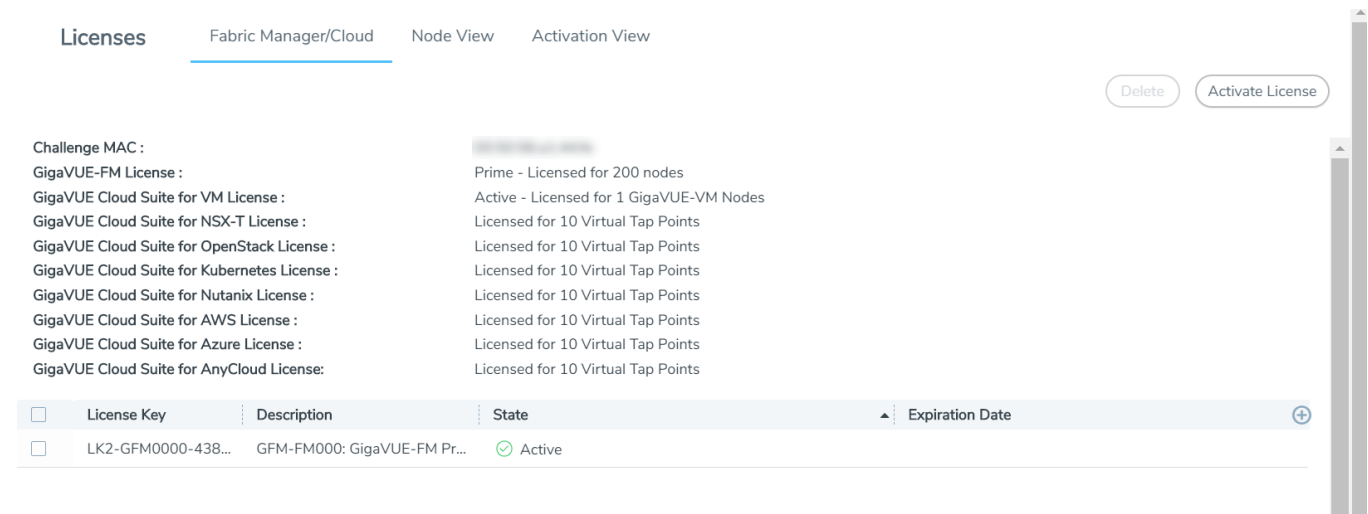 Licenses Fabric Manager/Cloud Node View Activation View
Delete Activate License
Challenge MAC :
GigaVUE-FM License : Prime - Licensed for 200 nodes
GigaVUE Cloud Suite for VM License : Active - Licensed for 1 GigaVUE-VM Nodes
GigaVUE Cloud Suite for NSX-T License : Licensed for 10 Virtual Tap Points
GigaVUE Cloud Suite for OpenStack License : Licensed for 10 Virtual Tap Points
GigaVUE Cloud Suite for Kubernetes License : Licensed for 10 Virtual Tap Points
GigaVUE Cloud Suite for Nutanix License : Licensed for 10 Virtual Tap Points
GigaVUE Cloud Suite for AWS License : Licensed for 10 Virtual Tap Points
GigaVUE Cloud Suite for Azure License : Licensed for 10 Virtual Tap Points
GigaVUE Cloud Suite for AnyCloud License: Licensed for 10 Virtual Tap Points
License Key Description State Expiration Date
LK2-GFM0000-438... GFM-FM000: GigaVUE-FM Pr... Active